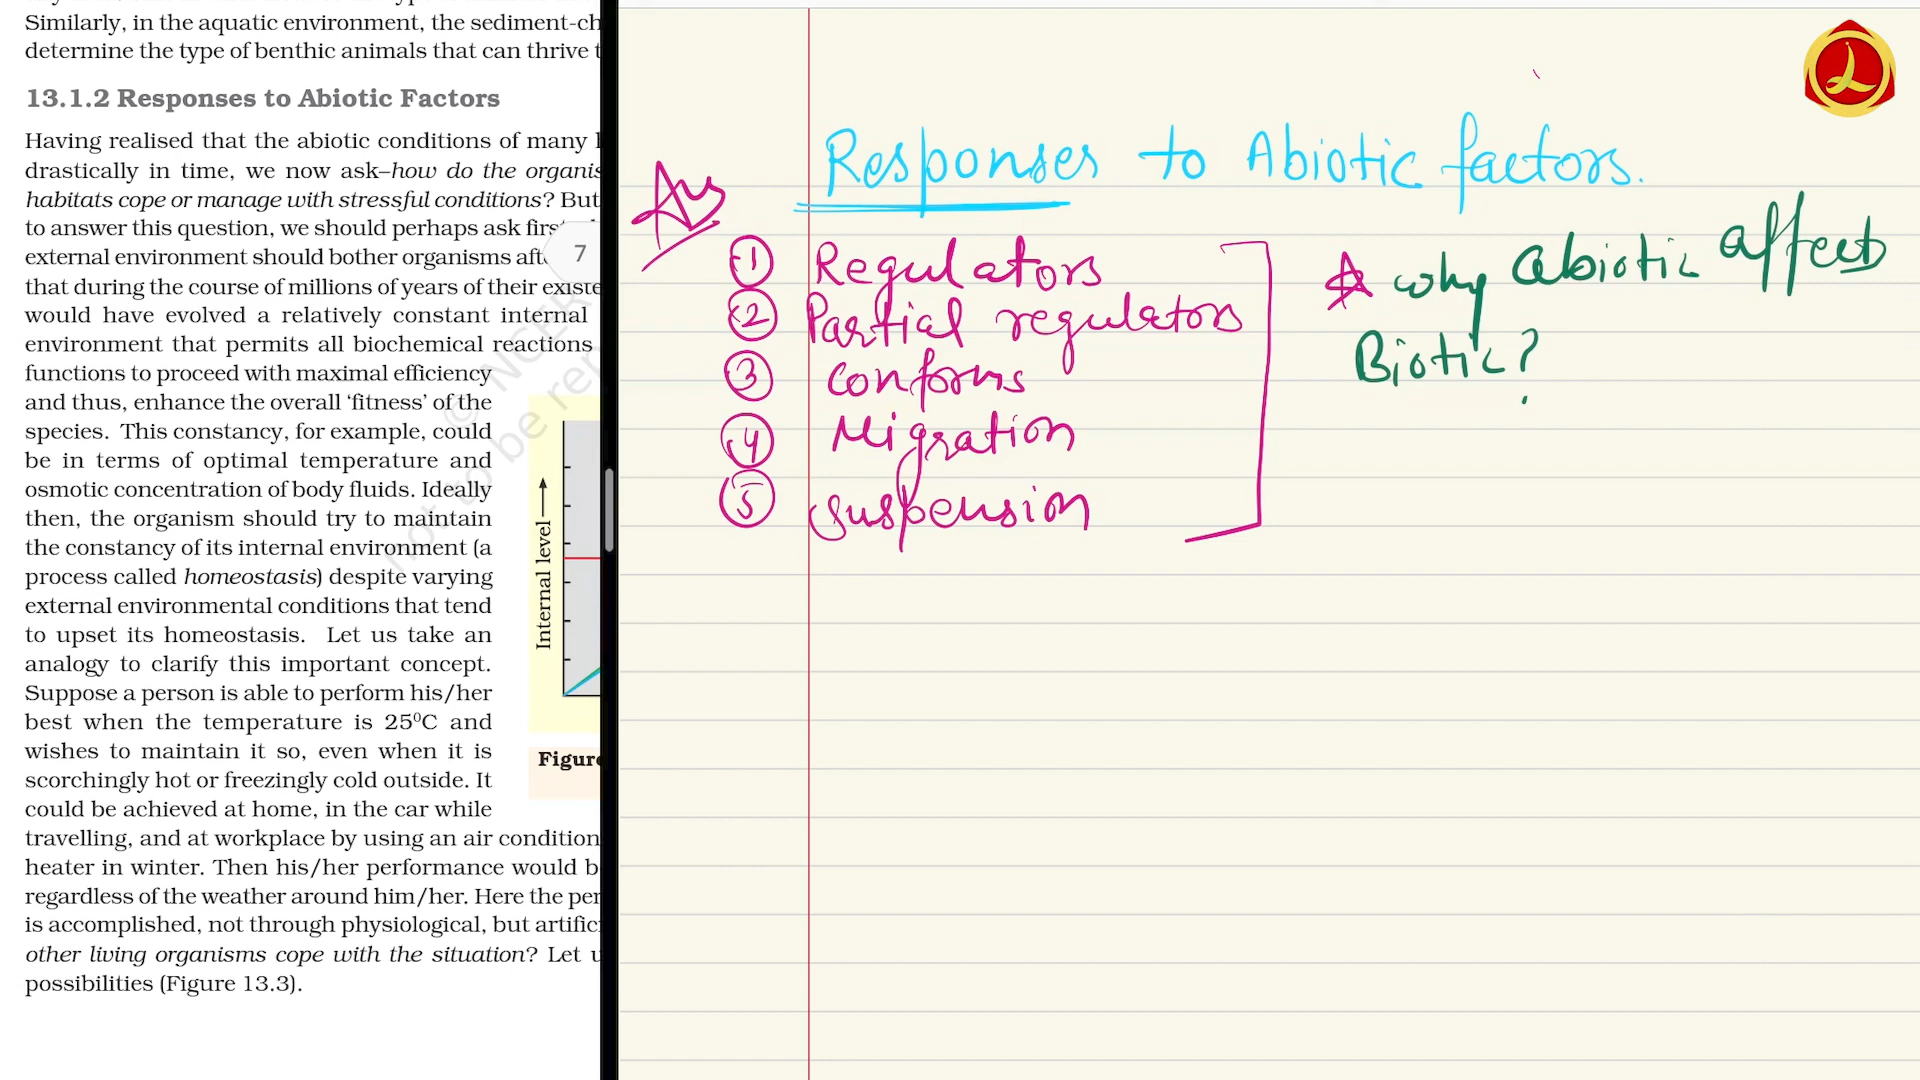 Similarly, in the aquatic environment, the sediment-ch
determine the type of benthic animals that can thrive t
13.1.2 Responses to Abiotic Factors
Having realised that the abiotic conditions of many
drastically in time, we now ask–how do the organis
habitats cope or manage with stressful conditions? But
to answer this question, we should perhaps ask firs
external environment should bother organisms aft
that during the course of millions of years of their existe
would have evolved a relatively constant internal
environment that permits all biochemical reactions
functions to proceed with maximal efficiency
and thus, enhance the overall ‘fitness’ of the
species. This constancy, for example, could
be in terms of optimal temperature and
osmotic concentration of body fluids. Ideally
then, the organism should try to maintain
the constancy of its internal environment (a
process called homeostasis) despite varying
external environmental conditions that tend
to upset its homeostasis. Let us take an
analogy to clarify this important concept.
Suppose a person is able to perform his/her
best when the temperature is 25⁰C and
wishes to maintain it so, even when it is
scorchingly hot or freezingly cold outside. It
could be achieved at home, in the car while
travelling, and at workplace by using an air condition
heater in winter. Then his/her performance would b
regardless of the weather around him/her. Here the per
is accomplished, not through physiological, but artific
other living organisms cope with the situation? Let u
possibilities (Figure 13.3).
7
Internal level
Figure
© NCER
not to be rep
Responses to Abiotic factors.
1 Regulators
2 Partial regulators
3 conforms
4 Migration
5 suspension
why abiotic affects
Biotic?